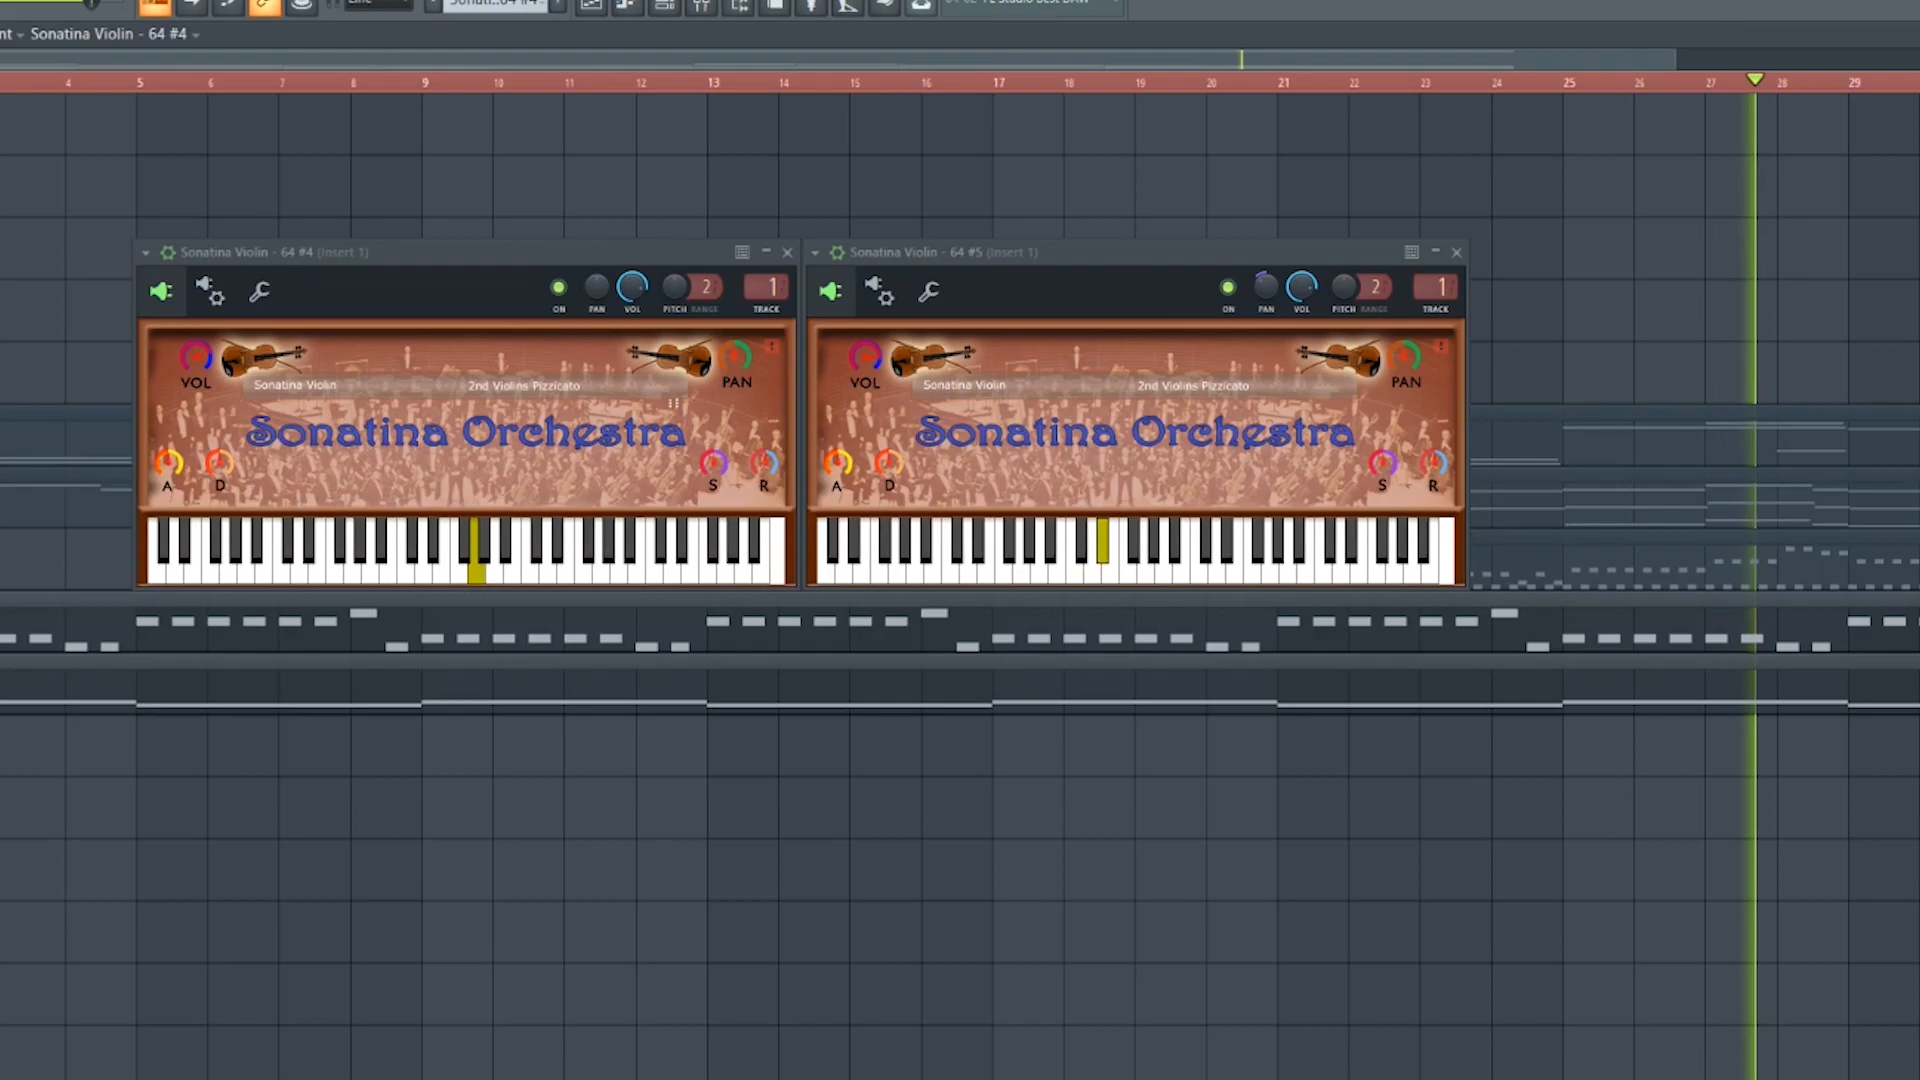 nt Sonatina Violin - 64 #4
4 5 6 7 8 9 10 11 12 13 14 15 16 17 18 19 20 21 22 23 24 25 26 27 28 29
Sonatina Violin - 64 #4 (Insert 1)
2 1
ON PAN VOL PITCH RANGE TRACK
VOL PAN
Sonatina Violin 2nd Violins Pizzicato
Sonatina Orchestra
A D S R
Sonatina Violin - 64 #5 (Insert 1)
2 1
ON PAN VOL PITCH RANGE TRACK
VOL PAN
Sonatina Violin 2nd Violins Pizzicato
Sonatina Orchestra
A D S R